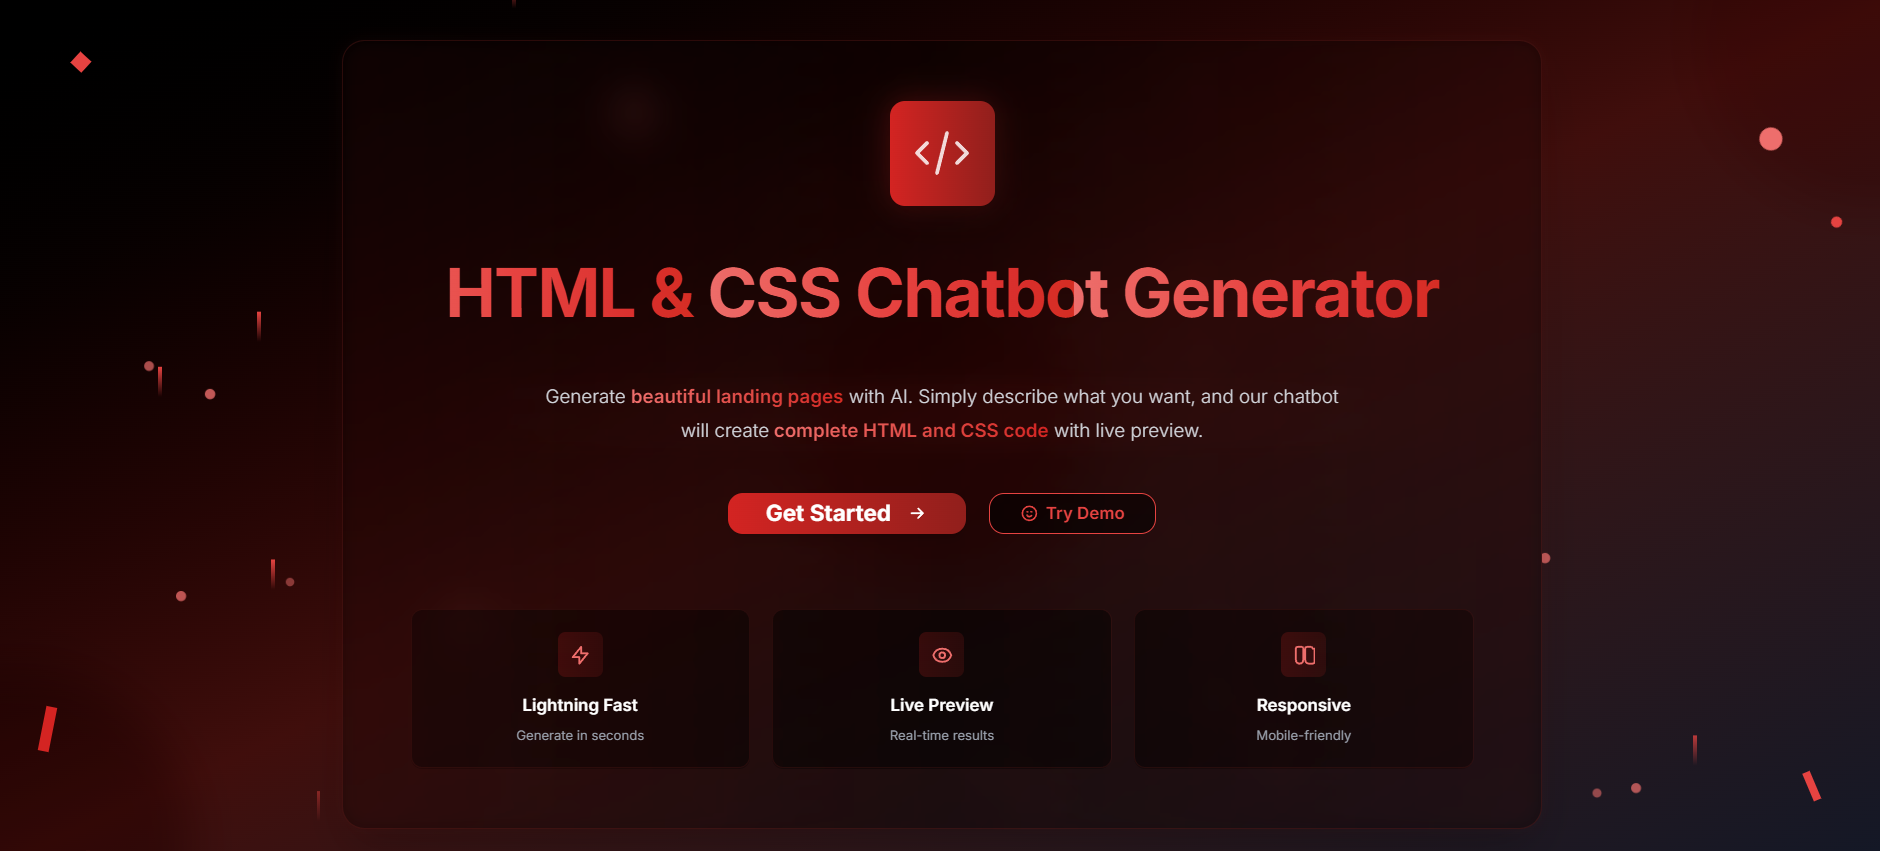 </>
HTML & CSS Chatbot Generator
Generate beautiful landing pages with AI. Simply describe what you want, and our chatbot
will create complete HTML and CSS code with live preview.
Get Started →
Try Demo
Lightning Fast
Generate in seconds
Live Preview
Real-time results
Responsive
Mobile-friendly